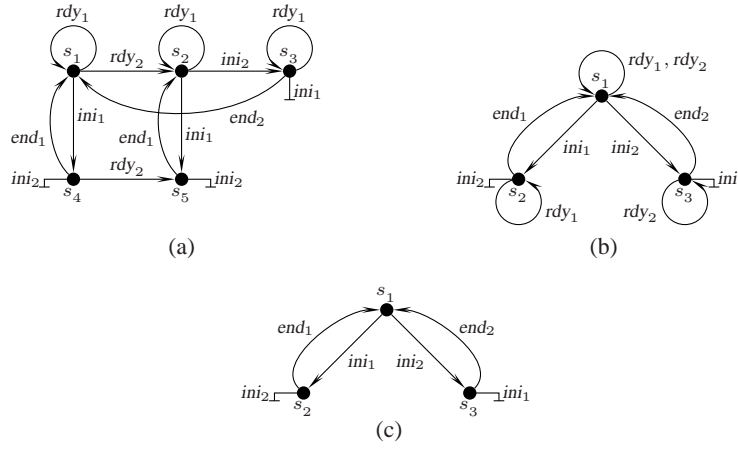 rdy1 rdy1 rdy1
s1 rdy2 s2 ini2 s3
ini1
end1 ini1 end1 ini1 end2
ini2 s4 rdy2 s5 ini2
(a)
rdy1, rdy2
s1
end1 ini1 ini2 end2
ini2 s2 s3 ini
rdy1 rdy2
(b)
s1
end1 ini1 ini2 end2
ini2 s2 s3 ini1
(c)